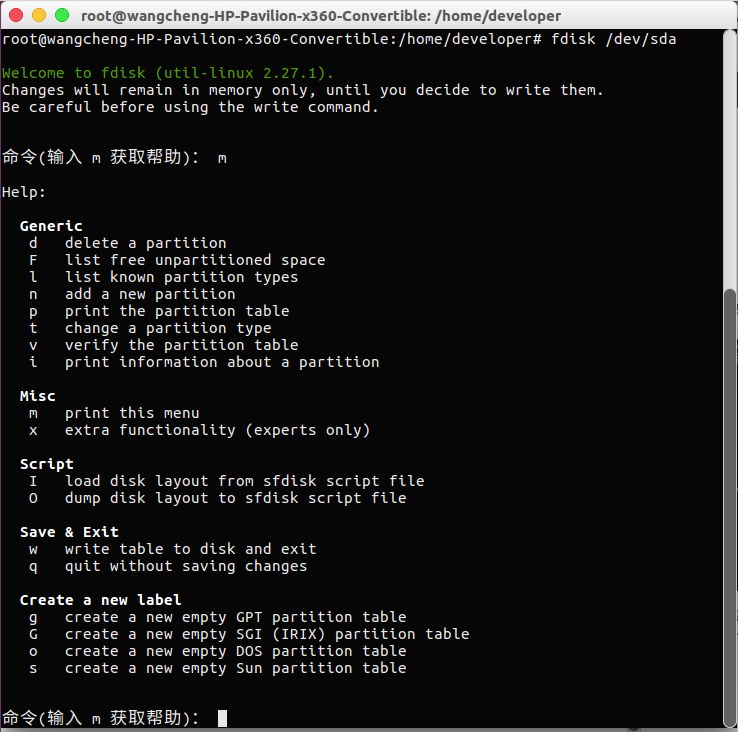 root@wangcheng-HP-Pavilion-x360-Convertible: /home/developer
root@wangcheng-HP-Pavilion-x360-Convertible:/home/developer# fdisk /dev/sda
Welcome to fdisk (util-linux 2.27.1).
Changes will remain in memory only, until you decide to write them.
Be careful before using the write command.
命令(输入 m 获取帮助)： m
Help:
Generic
d delete a partition
F list free unpartitioned space
l list known partition types
n add a new partition
p print the partition table
t change a partition type
v verify the partition table
i print information about a partition
Misc
m print this menu
x extra functionality (experts only)
Script
I load disk layout from sfdisk script file
O dump disk layout to sfdisk script file
Save & Exit
w write table to disk and exit
q quit without saving changes
Create a new label
g create a new empty GPT partition table
G create a new empty SGI (IRIX) partition table
o create a new empty DOS partition table
s create a new empty Sun partition table
命令(输入 m 获取帮助)：